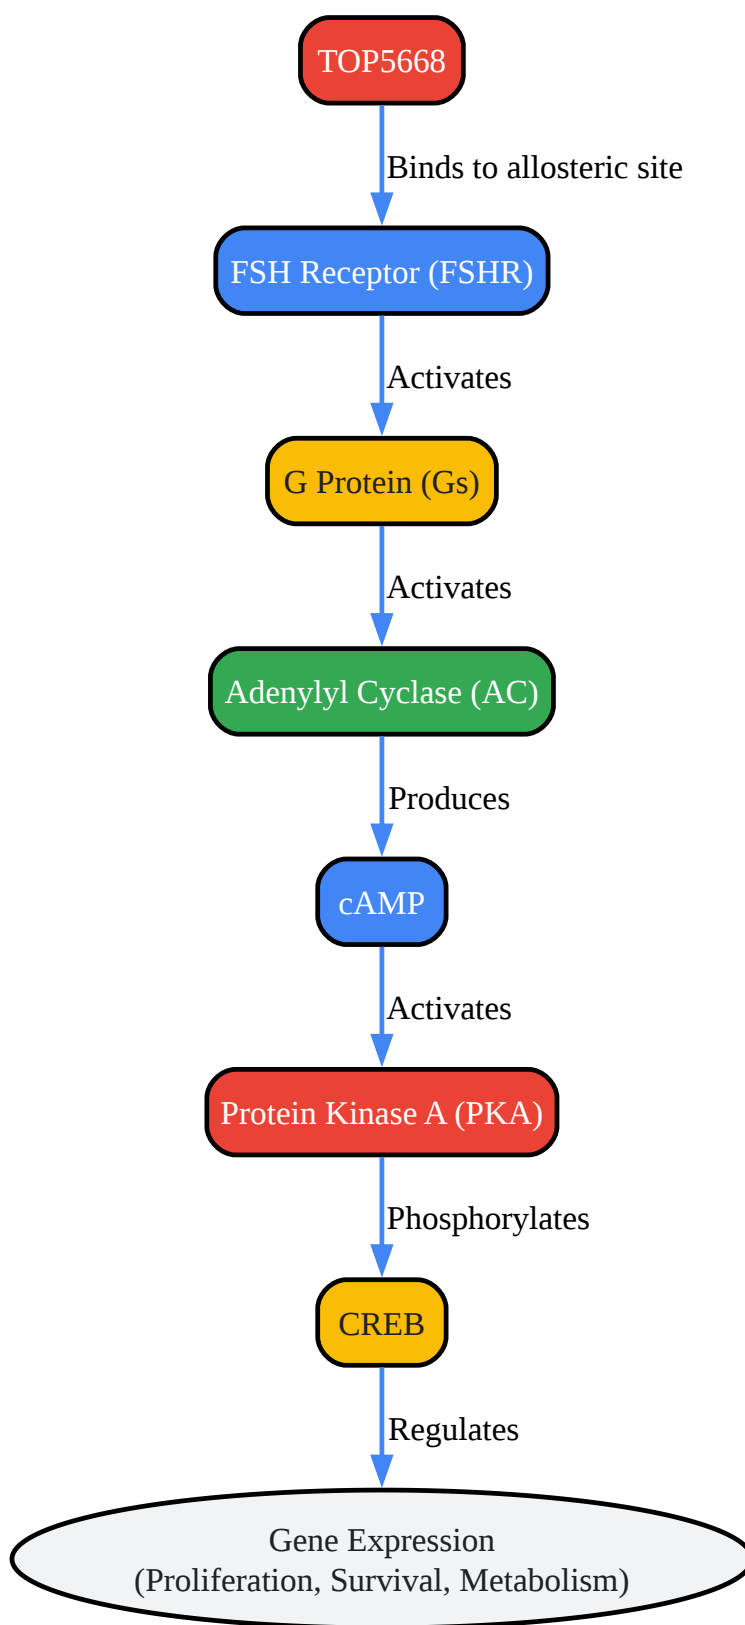 TOP5668
Binds to allosteric site
FSH Receptor (FSHR)
Activates
G Protein (Gs)
Activates
Adenylyl Cyclase (AC)
Produces
cAMP
Activates
Protein Kinase A (PKA)
Phosphorylates
CREB
Regulates
Gene Expression
(Proliferation, Survival, Metabolism)